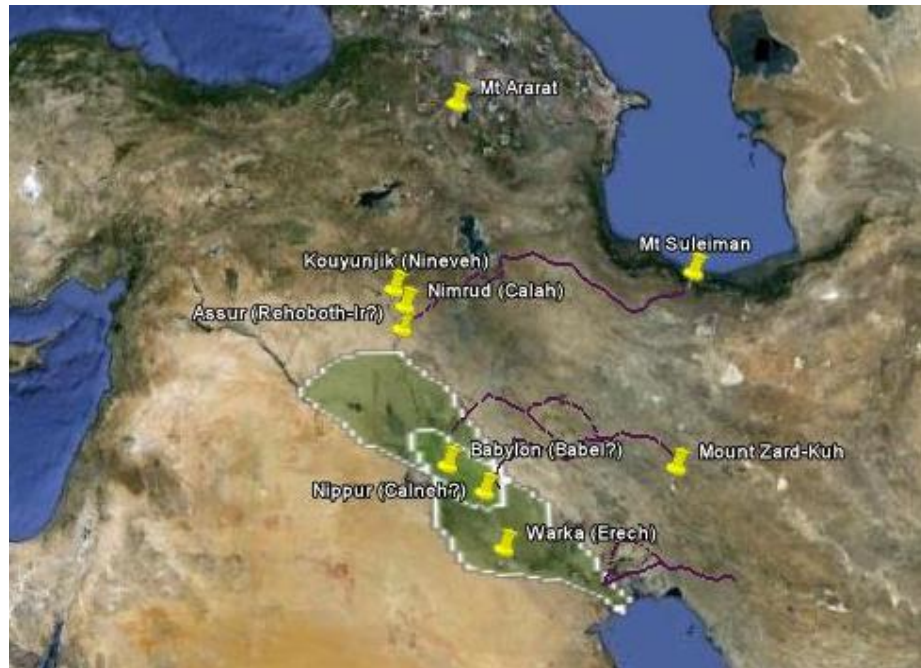 Mt Ararat
Mt Suleiman
Kouyunjik (Nineveh)
Nimrud (Calah)
Assur (Rehoboth-Ir?)
Babylon (Babel?)
Mount Zard-Kuh
Nippur (Calneh?)
Warka (Erech)